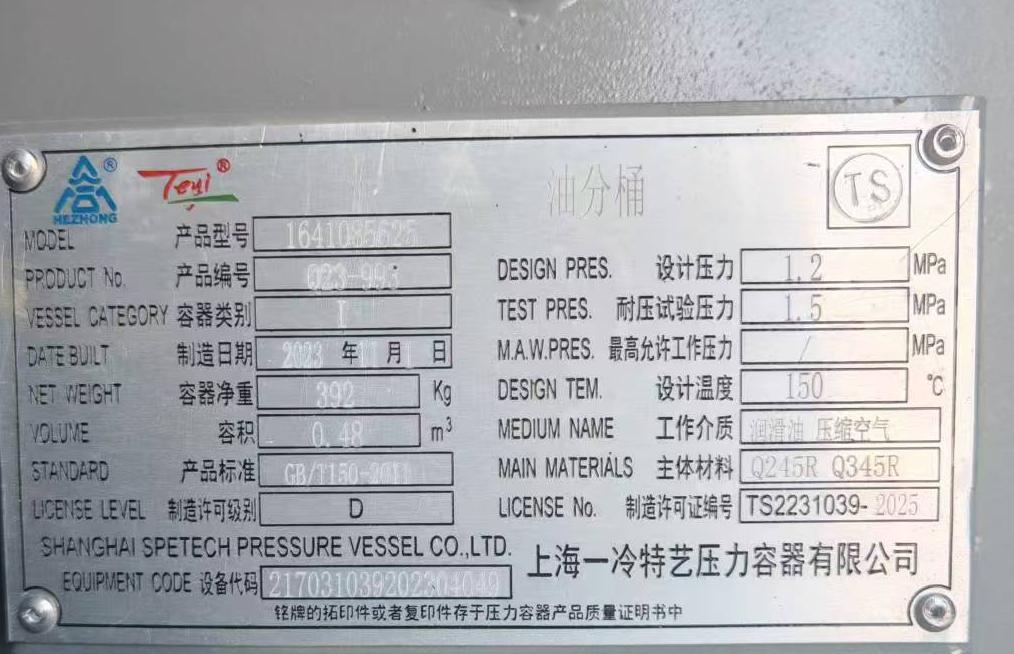 HEZHONG ® Teyi ® 油分桶 TS
MODEL 产品型号 1641085625
PRODUCT No. 产品编号 Q23-995
VESSEL CATEGORY 容器类别 I
DATE BUILT 制造日期 2023 年 11 月 日
NET WEIGHT 容器净重 392 Kg
VOLUME 容积 0.48 m³
STANDARD 产品标准 GB/T150-2011
LICENSE LEVEL 制造许可级别 D
DESIGN PRES. 设计压力 1.2 MPa
TEST PRES. 耐压试验压力 1.5 MPa
M.A.W.PRES. 最高允许工作压力 / MPa
DESIGN TEM. 设计温度 150 ℃
MEDIUM NAME 工作介质 润滑油 压缩空气
MAIN MATERIALS 主体材料 Q245R Q345R
LICENSE No. 制造许可证编号 TS2231039-2025
SHANGHAI SPETECH PRESSURE VESSEL CO.,LTD. 上海一冷特艺压力容器有限公司
EQUIPMENT CODE 设备代码 217031039202304049
铭牌的拓印件或者复印件存于压力容器产品质量证明书中